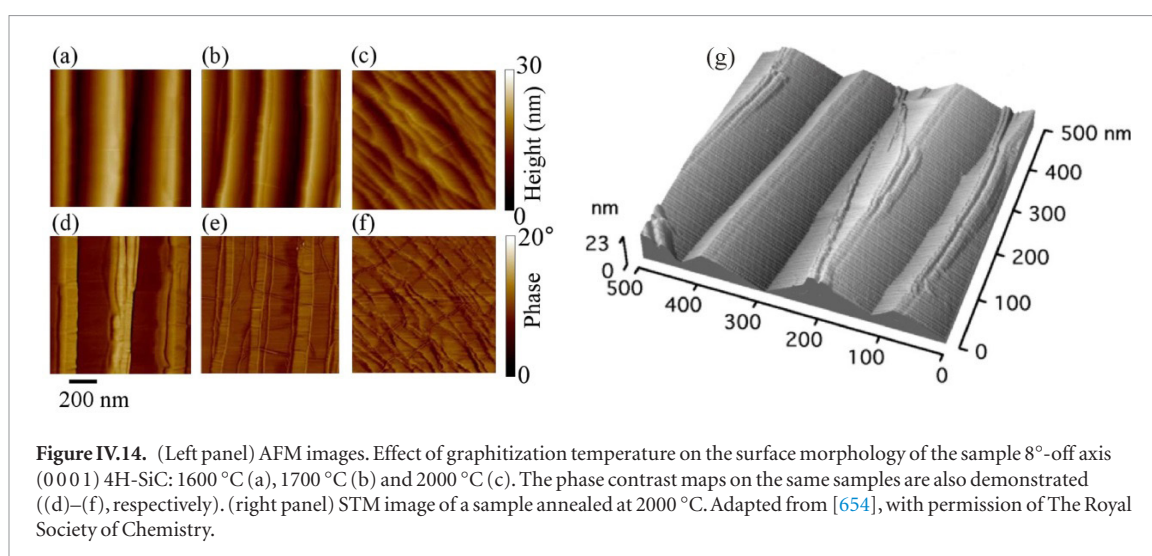 (a) (b) (c)
30
Height (nm)
0
(d) (e) (f)
20°
Phase
0
200 nm
(g)
nm
23
0
500
400
300
200
100
0
500 nm
400
300
200
100
0
Figure IV.14. (Left panel) AFM images. Effect of graphitization temperature on the surface morphology of the sample 8°-off axis
(0 0 0 1) 4H-SiC: 1600 °C (a), 1700 °C (b) and 2000 °C (c). The phase contrast maps on the same samples are also demonstrated
((d)–(f), respectively). (right panel) STM image of a sample annealed at 2000 °C. Adapted from [654], with permission of The Royal
Society of Chemistry.